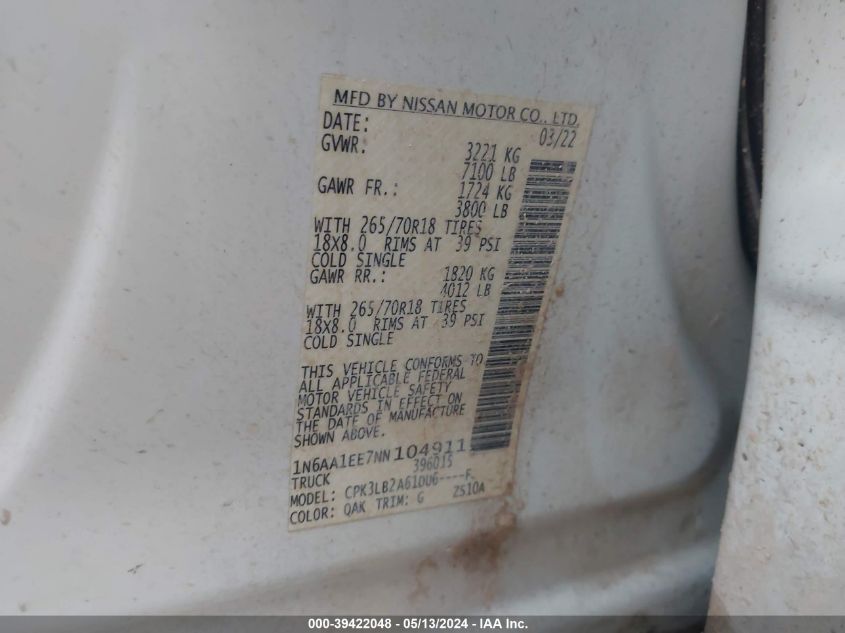 MFD BY NISSAN MOTOR CO., LTD.
DATE: 03/22
GVWR: 3221 KG
7100 LB
GAWR FR.: 1724 KG
3800 LB
WITH 265/70R18 TIRES
18X8.0 RIMS AT 39 PSI
COLD SINGLE
GAWR RR.: 1820 KG
4012 LB
WITH 265/70R18 TIRES
18X8.0 RIMS AT 39 PSI
COLD SINGLE
THIS VEHICLE CONFORMS TO
ALL APPLICABLE FEDERAL
MOTOR VEHICLE SAFETY
STANDARDS IN EFFECT ON
THE DATE OF MANUFACTURE
SHOWN ABOVE.
1N6AA1EE7NN104911
TRUCK 396015
MODEL: CPK3LB2A61DU6----F-
COLOR: QAK TRIM: G ZS10A
000-39422048 - 05/13/2024 - IAA Inc.